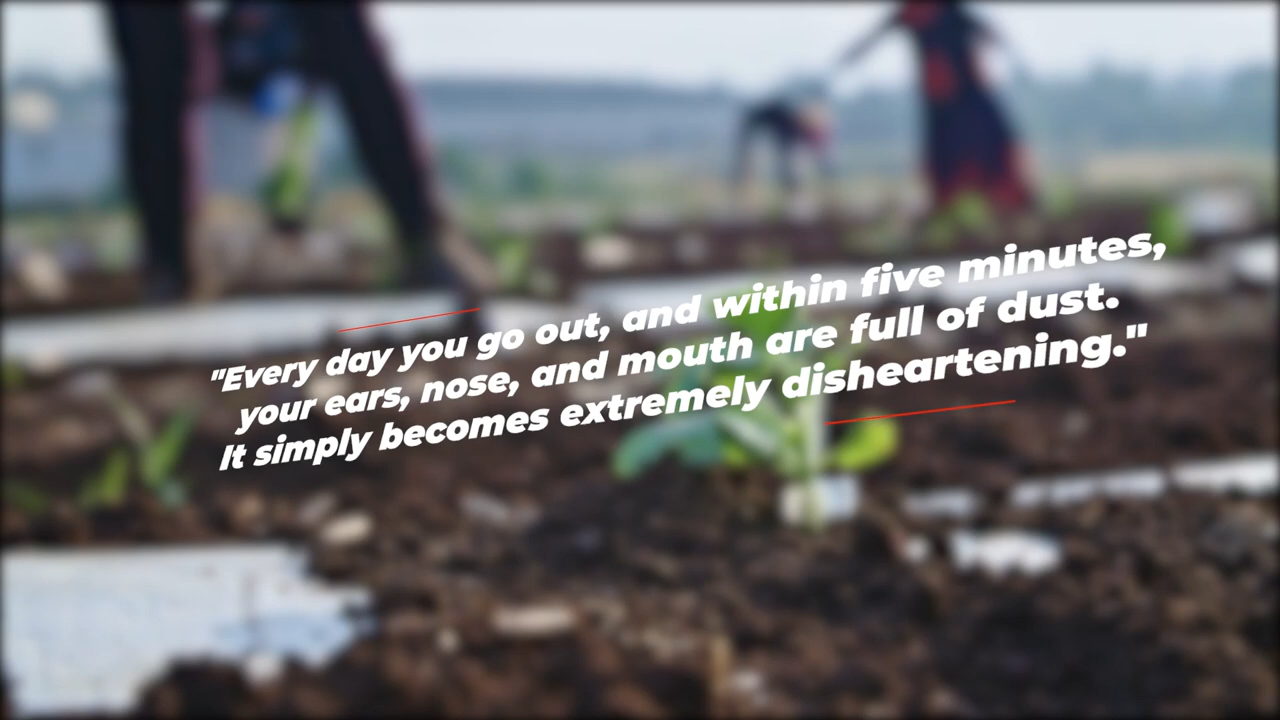 "Every day you go out, and within five minutes,
your ears, nose, and mouth are full of dust.
It simply becomes extremely disheartening."